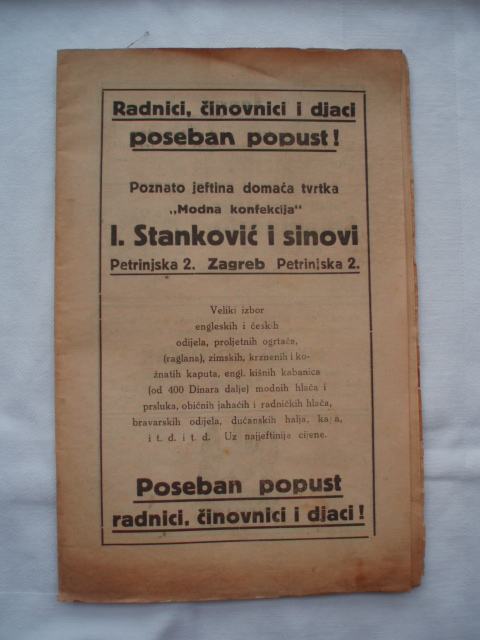 Radnici, činovnici i djaci
poseban popust!
Poznato jeftina domaća tvrtka
„Modna konfekcija"
I. Stanković i sinovi
Petrinjska 2. Zagreb Petrinjska 2.
Veliki izbor
engleskih i čeških
odijela, proljetnih ogrtača,
(raglana), zimskih, krznenih i ko-
žnatih kaputa, engl. kišnih kabanica
(od 400 Dinara dalje) modnih hlača i
prsluka, običnih jahaćih i radničkih hlača,
bravarskih odijela, dućanskih halja,
i t. d. i t. d. Uz najjeftinije cijene.
Poseban popust
radnici, činovnici i djaci!